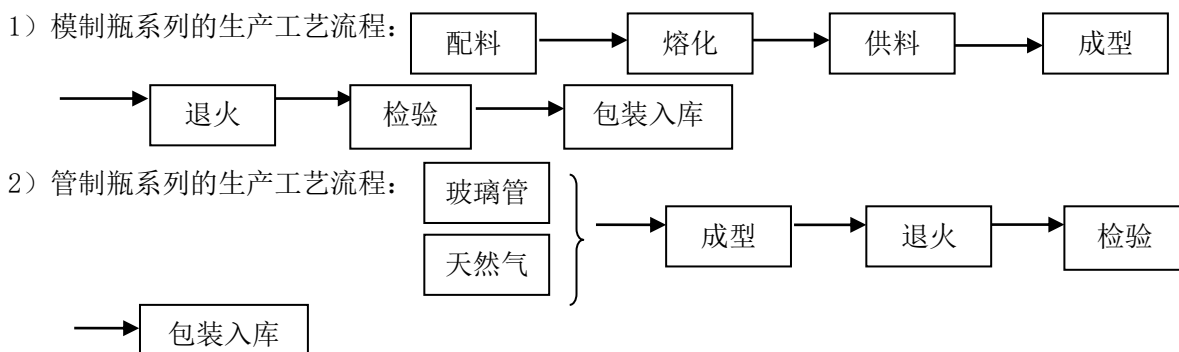 1）模制瓶系列的生产工艺流程： 配料 熔化 供料 成型
退火 检验 包装入库
2）管制瓶系列的生产工艺流程： 玻璃管
成型 退火 检验
天然气
包装入库